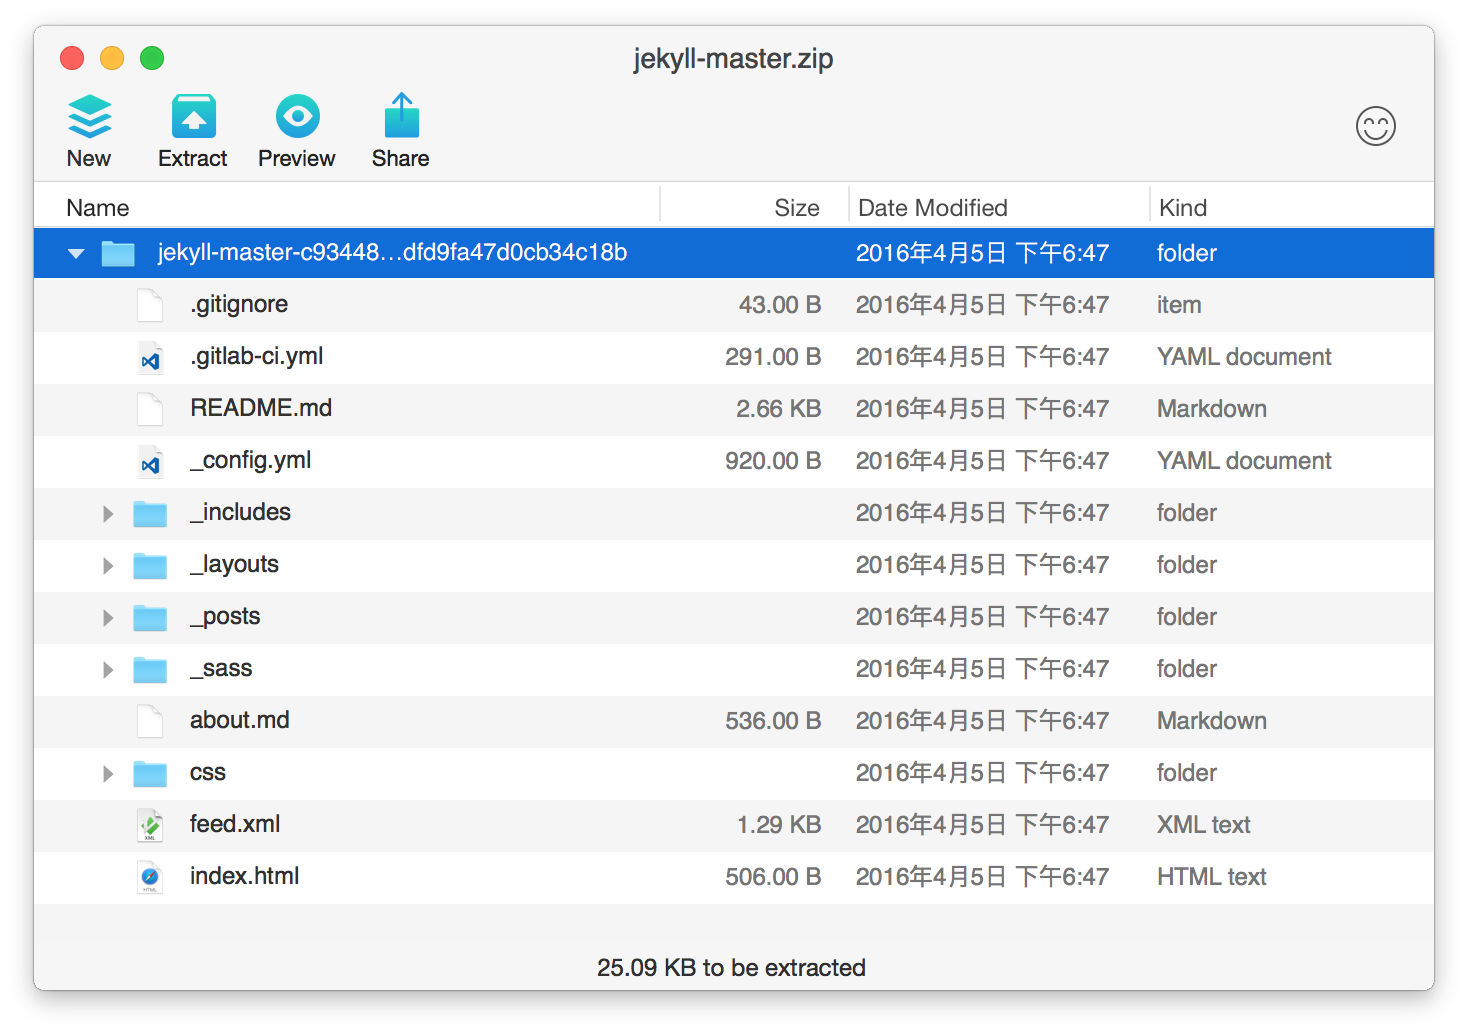 jekyll-master.zip
New Extract Preview Share
Name Size Date Modified Kind
jekyll-master-c93448...dfd9fa47d0cb34c18b 2016年4月5日 下午6:47 folder
.gitignore 43.00 B 2016年4月5日 下午6:47 item
.gitlab-ci.yml 291.00 B 2016年4月5日 下午6:47 YAML document
README.md 2.66 KB 2016年4月5日 下午6:47 Markdown
_config.yml 920.00 B 2016年4月5日 下午6:47 YAML document
_includes 2016年4月5日 下午6:47 folder
_layouts 2016年4月5日 下午6:47 folder
_posts 2016年4月5日 下午6:47 folder
_sass 2016年4月5日 下午6:47 folder
about.md 536.00 B 2016年4月5日 下午6:47 Markdown
css 2016年4月5日 下午6:47 folder
XML feed.xml 1.29 KB 2016年4月5日 下午6:47 XML text
HTML index.html 506.00 B 2016年4月5日 下午6:47 HTML text
25.09 KB to be extracted